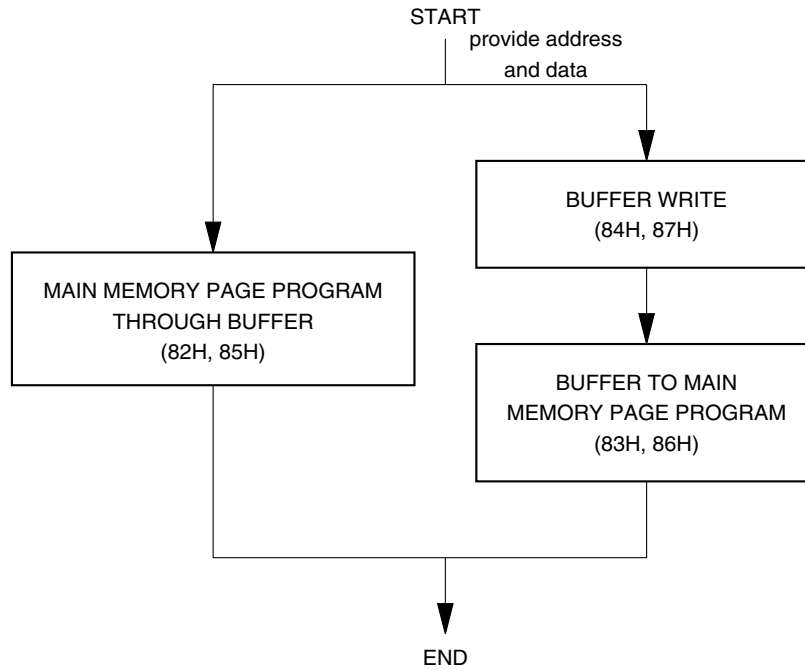 START
provide address
and data
BUFFER WRITE
(84H, 87H)
MAIN MEMORY PAGE PROGRAM
THROUGH BUFFER
(82H, 85H)
BUFFER TO MAIN
MEMORY PAGE PROGRAM
(83H, 86H)
END